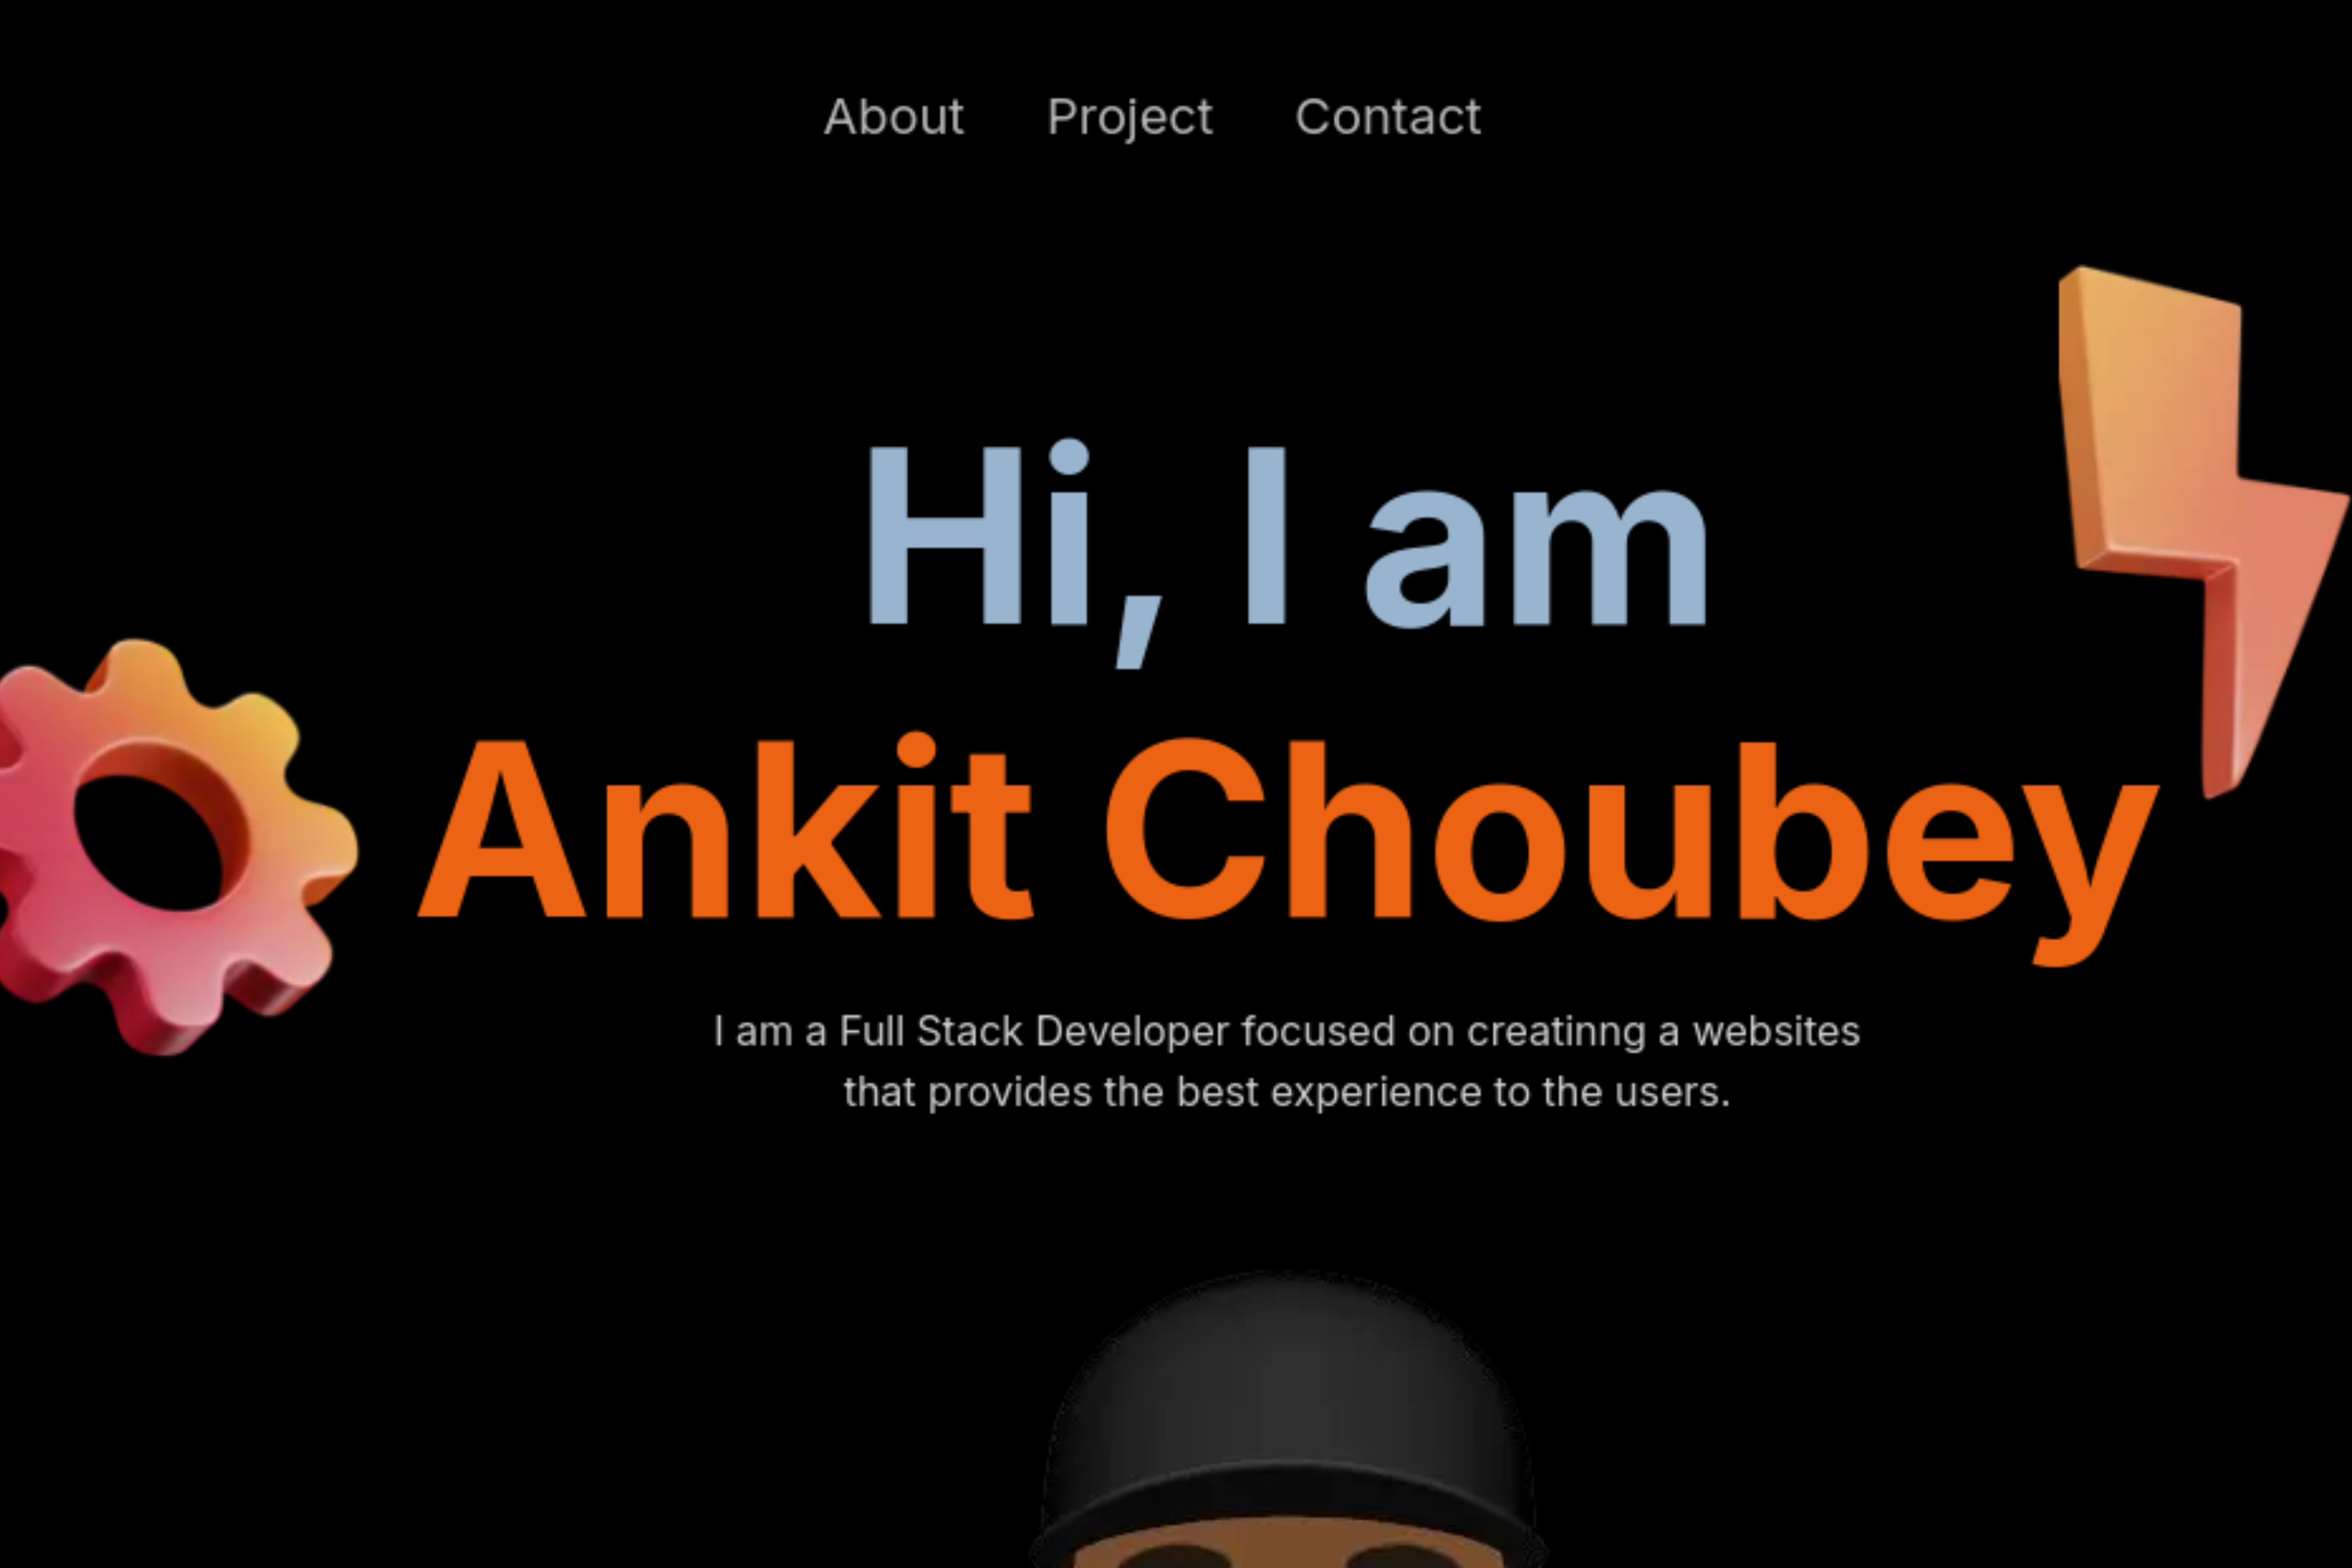 About Project Contact
Hi, I am
Ankit Choubey
I am a Full Stack Developer focused on creatinng a websites
that provides the best experience to the users.